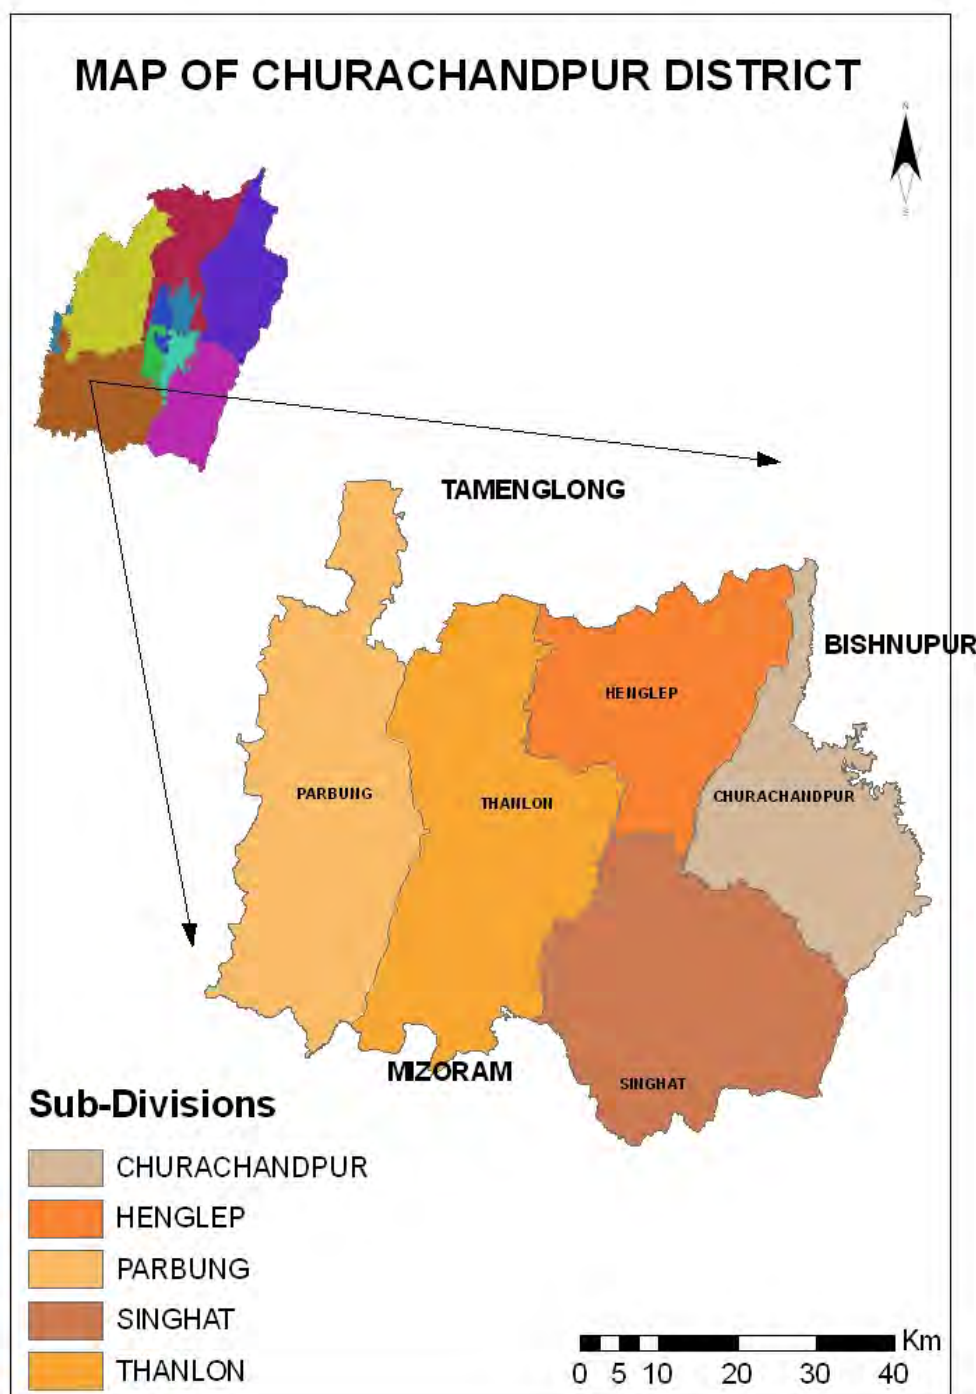 MAP OF CHURACHANDPUR DISTRICT
N
TAMENGLONG
BISHNUPUR
HENGLEP
PARBUNG
THANLON
CHURACHANDPUR
MIZORAM
SINGHAT
Sub-Divisions
CHURACHANDPUR
HENGLEP
PARBUNG
SINGHAT
THANLON
Km
0 5 10 20 30 40